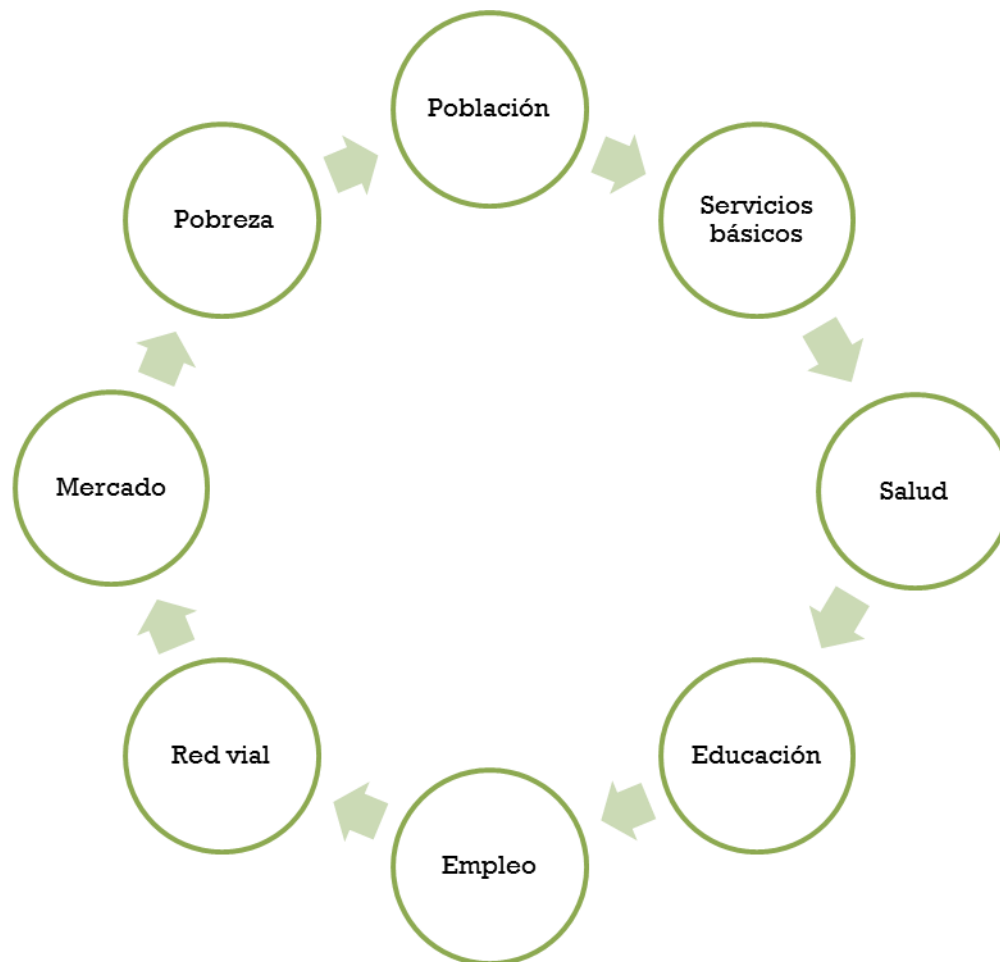 Población
Servicios
básicos
Salud
Educación
Empleo
Red vial
Mercado
Pobreza